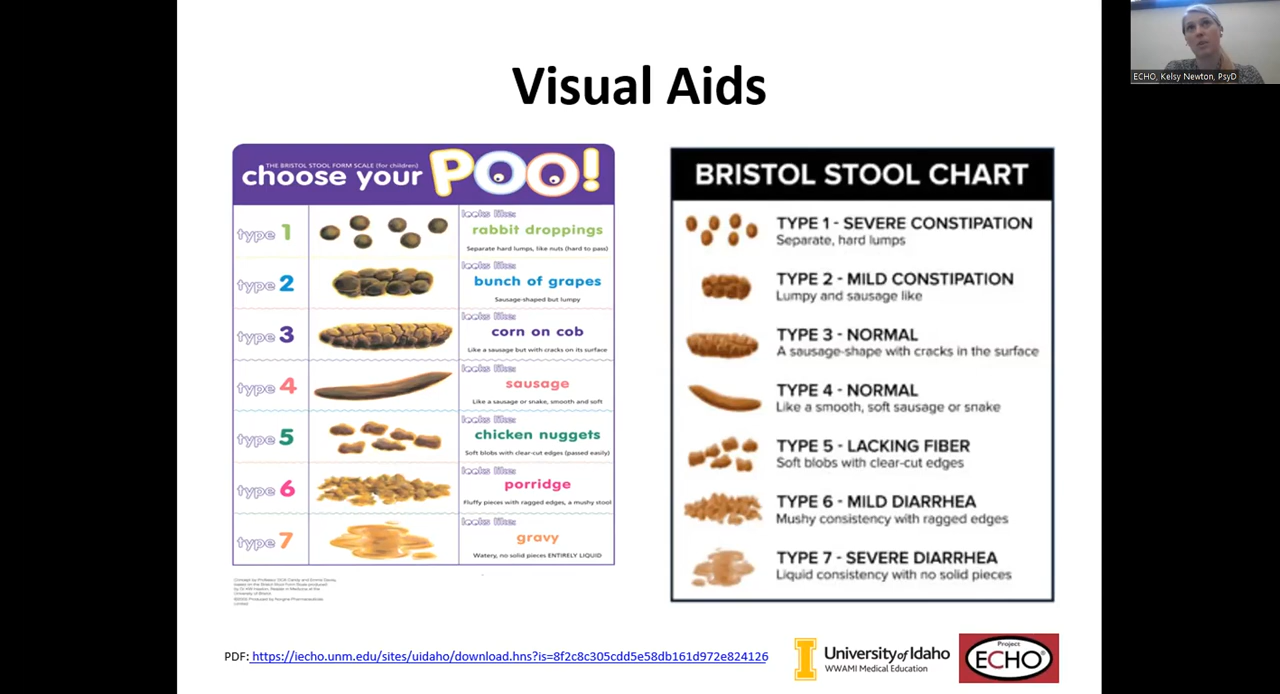 ECHO, Kelsy Newton, PsyD
Visual Aids
THE BRISTOL STOOL FORM SCALE (for children)
choose your POO!
type 1
looks like:
rabbit droppings
Separate hard lumps, like nuts (hard to pass)
type 2
looks like:
bunch of grapes
Sausage-shaped but lumpy
type 3
looks like:
corn on cob
Like a sausage but with cracks on its surface
type 4
looks like:
sausage
Like a sausage or snake, smooth and soft
type 5
looks like:
chicken nuggets
Soft blobs with clear-cut edges (passed easily)
type 6
looks like:
porridge
Fluffy pieces with ragged edges, a mushy stool
type 7
looks like:
gravy
Watery, no solid pieces ENTIRELY LIQUID
BRISTOL STOOL CHART
TYPE 1 - SEVERE CONSTIPATION
Separate, hard lumps
TYPE 2 - MILD CONSTIPATION
Lumpy and sausage like
TYPE 3 - NORMAL
A sausage-shape with cracks in the surface
TYPE 4 - NORMAL
Like a smooth, soft sausage or snake
TYPE 5 - LACKING FIBER
Soft blobs with clear-cut edges
TYPE 6 - MILD DIARRHEA
Mushy consistency with ragged edges
TYPE 7 - SEVERE DIARRHEA
Liquid consistency with no solid pieces
PDF: https://iecho.unm.edu/sites/uidaho/download.hns?is=8f2c8c305cdd5e58db161d972e824126
University of Idaho
WWAMI Medical Education
Project
ECHO®